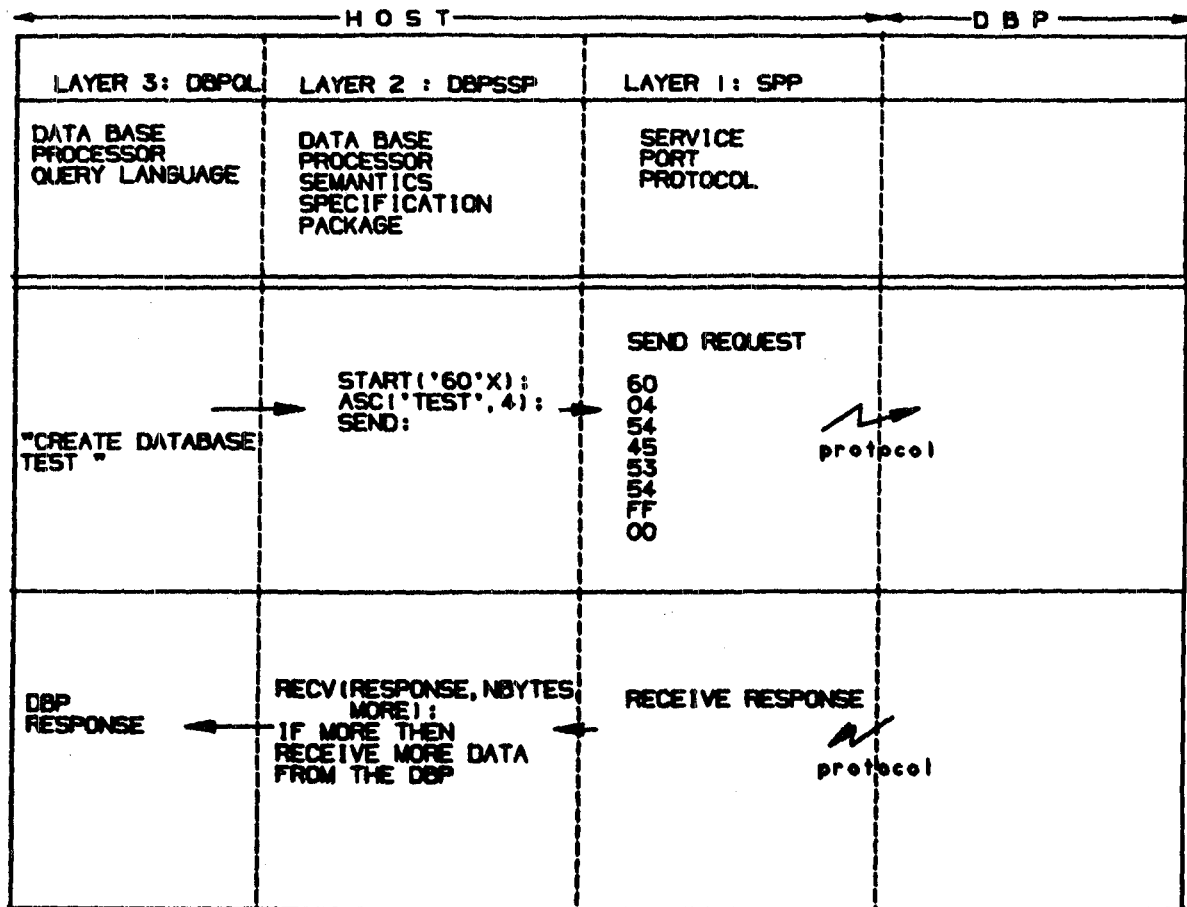 HOST
DBP
LAYER 3: DBPQL
LAYER 2 : DBPSSP
LAYER 1: SPP
DATA BASE
PROCESSOR
QUERY LANGUAGE
DATA BASE
PROCESSOR
SEMANTICS
SPECIFICATION
PACKAGE
SERVICE
PORT
PROTOCOL
"CREATE DATABASE
TEST "
START('60'X);
ASC('TEST',4);
SEND;
SEND REQUEST
60
04
54
45
53
54
FF
00
protocol
DBP
RESPONSE
RECV(RESPONSE,NBYTES,
MORE);
IF MORE THEN
RECEIVE MORE DATA
FROM THE DBP
RECEIVE RESPONSE
protocol